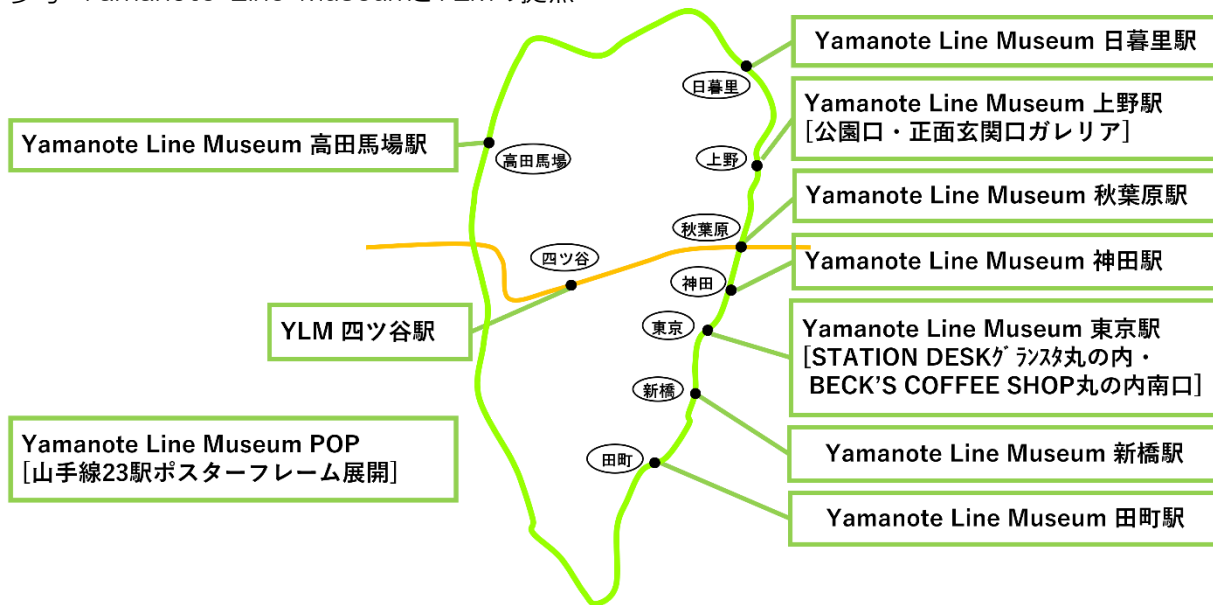 Yamanote Line Museum 日暮里駅
日暮里
Yamanote Line Museum 上野駅
[公園口・正面玄関口ガレリア]
Yamanote Line Museum 高田馬場駅
高田馬場
上野
Yamanote Line Museum 秋葉原駅
秋葉原
四ツ谷
Yamanote Line Museum 神田駅
神田
YLM 四ツ谷駅
東京
Yamanote Line Museum 東京駅
[STATION DESKグランスタ丸の内・
BECK'S COFFEE SHOP丸の内南口]
新橋
Yamanote Line Museum POP
[山手線23駅ポスターフレーム展開]
Yamanote Line Museum 新橋駅
田町
Yamanote Line Museum 田町駅